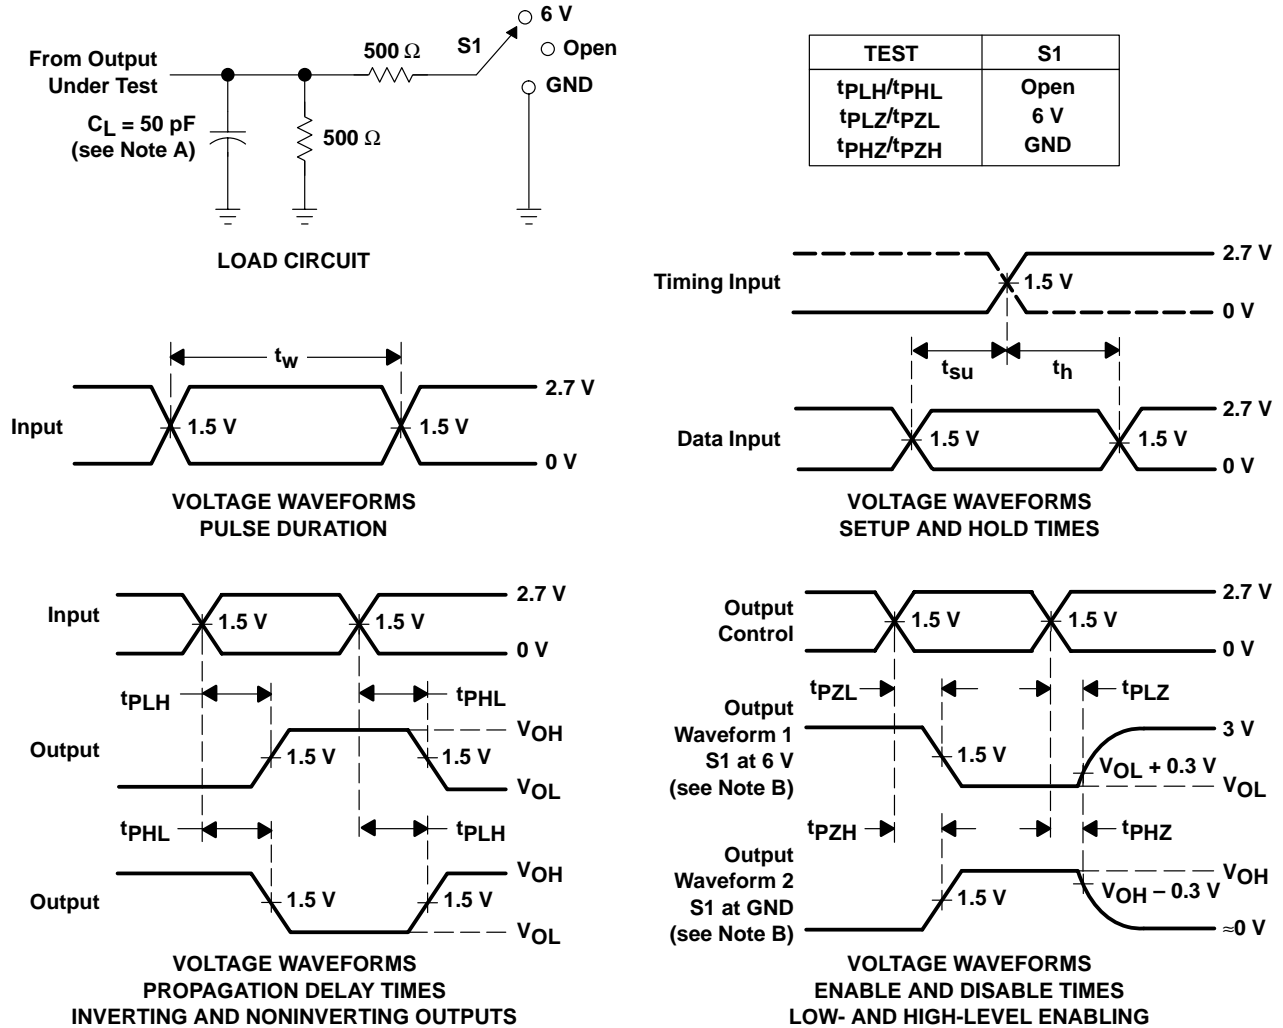 6 V
S1
Open
GND
500 Ω
From Output
Under Test
CL = 50 pF
(see Note A)
500 Ω
LOAD CIRCUIT
TEST S1
tPLH/tPHL Open
tPLZ/tPZL 6 V
tPHZ/tPZH GND
Timing Input
2.7 V
1.5 V
0 V
tsu
th
Data Input
2.7 V
1.5 V
1.5 V
0 V
VOLTAGE WAVEFORMS
SETUP AND HOLD TIMES
tw
Input
2.7 V
1.5 V
1.5 V
0 V
VOLTAGE WAVEFORMS
PULSE DURATION
Input
2.7 V
1.5 V
1.5 V
0 V
tPLH
tPHL
Output
VOH
1.5 V
1.5 V
VOL
tPHL
tPLH
Output
VOH
1.5 V
1.5 V
VOL
VOLTAGE WAVEFORMS
PROPAGATION DELAY TIMES
INVERTING AND NONINVERTING OUTPUTS
Output
Control
2.7 V
1.5 V
1.5 V
0 V
tPZL
tPLZ
Output
Waveform 1
S1 at 6 V
(see Note B)
3 V
1.5 V
VOL + 0.3 V
VOL
tPZH
tPHZ
Output
Waveform 2
S1 at GND
(see Note B)
VOH
1.5 V
VOH − 0.3 V
≈0 V
VOLTAGE WAVEFORMS
ENABLE AND DISABLE TIMES
LOW- AND HIGH-LEVEL ENABLING